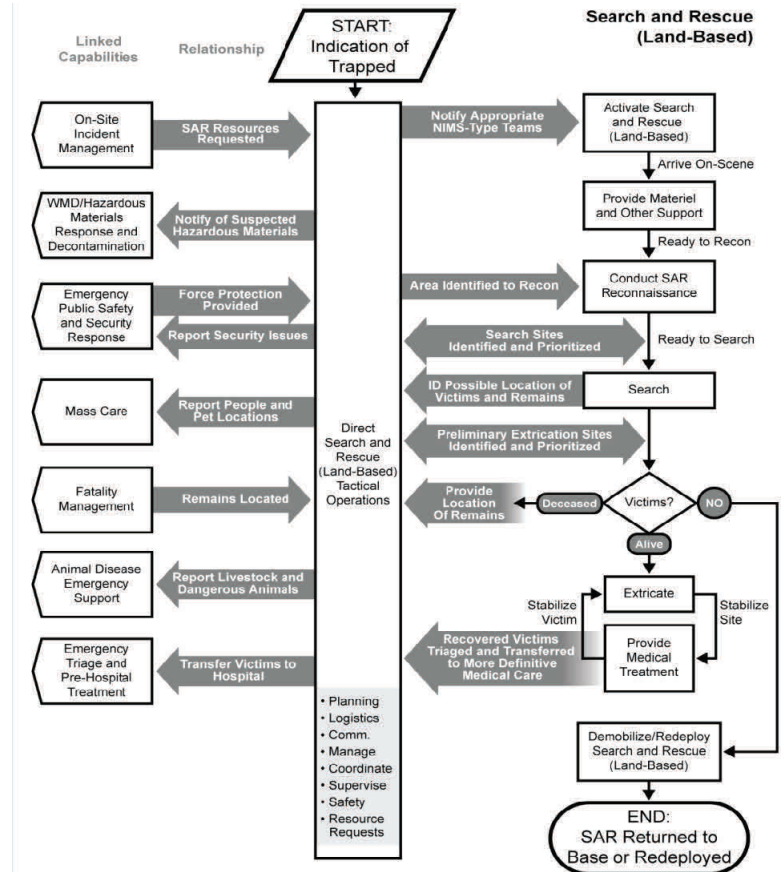 Linked
Capabilities
Relationship
START:
Indication of
Trapped
Search and Rescue
(Land-Based)
On-Site
Incident
Management
SAR Resources
Requested
Notify Appropriate
NIMS-Type Teams
Activate Search
and Rescue
(Land-Based)
Arrive On-Scene
WMD/Hazardous
Materials
Response and
Decontamination
Notify of Suspected
Hazardous Materials
Provide Materiel
and Other Support
Ready to Recon
Emergency
Public Safety
and Security
Response
Force Protection
Provided
Report Security Issues
Area Identified to Recon
Conduct SAR
Reconnaissance
Search Sites
Identified and Prioritized
Ready to Search
Mass Care
Report People and
Pet Locations
ID Possible Location of
Victims and Remains
Search
Direct
Search and
Rescue
(Land-Based)
Tactical
Operations
Preliminary Extrication Sites
Identified and Prioritized
Fatality
Management
Remains Located
Provide
Location
Of Remains
Deceased
Victims?
NO
Alive
Animal Disease
Emergency
Support
Report Livestock and
Dangerous Animals
Extricate
Stabilize
Victim
Stabilize
Site
Emergency
Triage and
Pre-Hospital
Treatment
Transfer Victims to
Hospital
Recovered Victims
Triaged and Transferred
to More Definitive
Medical Care
Provide
Medical
Treatment
• Planning
• Logistics
• Comm.
• Manage
• Coordinate
• Supervise
• Safety
• Resource
Requests
Demobilize/Redeploy
Search and Rescue
(Land-Based)
END:
SAR Returned to
Base or Redeployed